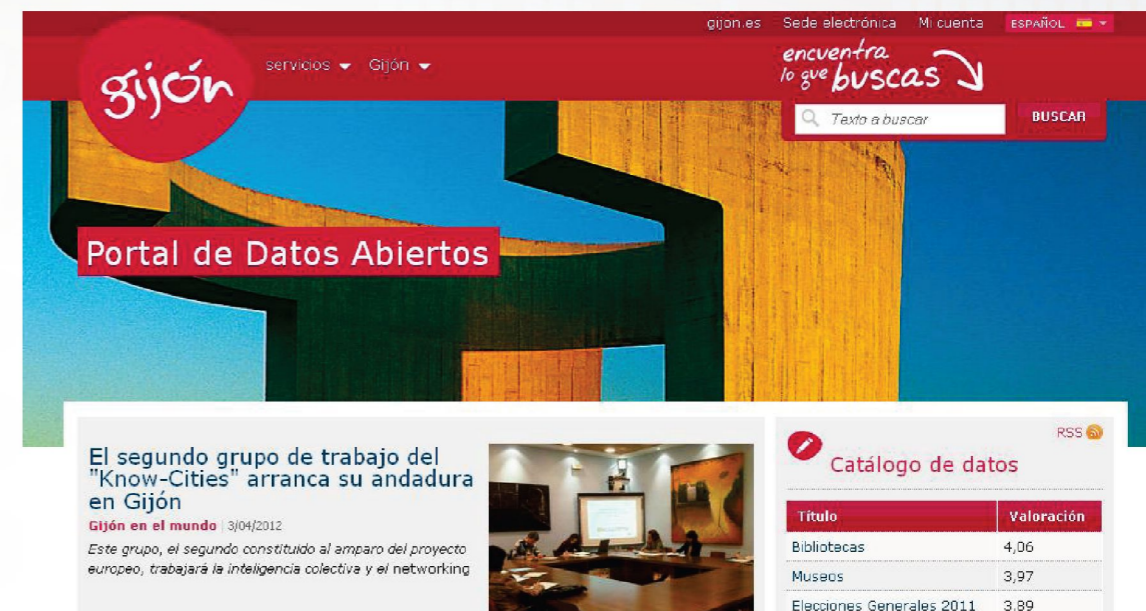 gijon.es Sede electrónica Mi cuenta ESPAÑOL
gijón
servicios Gijón
encuentra
lo que buscas
Texto a buscar BUSCAR
Portal de Datos Abiertos
El segundo grupo de trabajo del
"Know-Cities" arranca su andadura
en Gijón
Gijón en el mundo | 3/04/2012
Este grupo, el segundo constituido al amparo del proyecto
europeo, trabajará la inteligencia colectiva y el networking
RSS
Catálogo de datos
Título Valoración
Bibliotecas 4,06
Museos 3,97
Elecciones Generales 2011 3,89